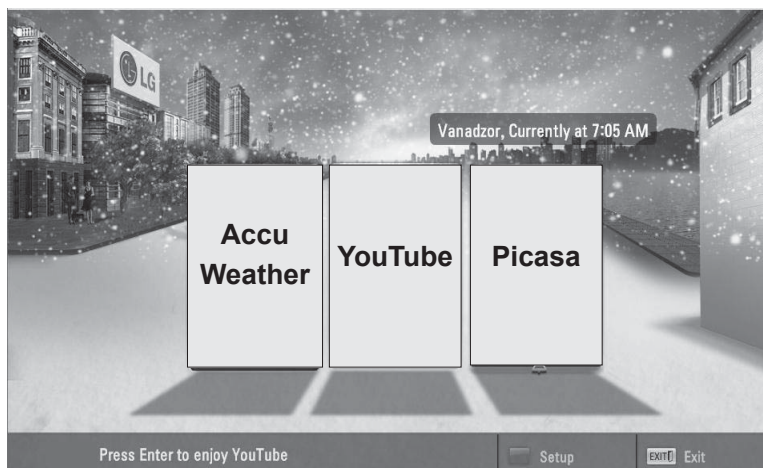 LG
Vanadzor, Currently at 7:05 AM
Accu
Weather
YouTube
Picasa
Press Enter to enjoy YouTube
Setup
EXIT Exit